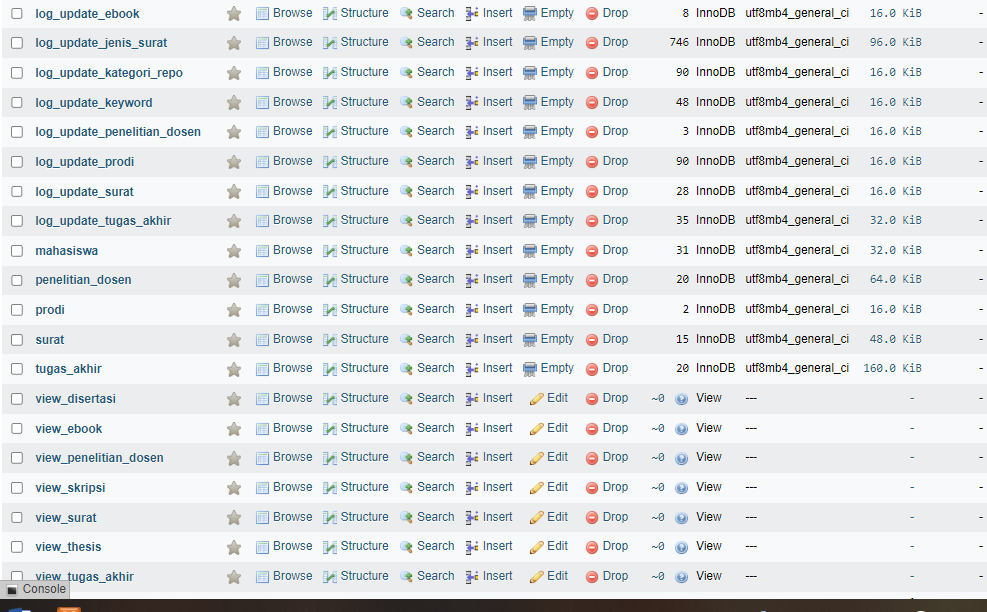 log_update_ebook Browse Structure Search Insert Empty Drop 8 InnoDB utf8mb4_general_ci 16.0 KiB -
log_update_jenis_surat Browse Structure Search Insert Empty Drop 746 InnoDB utf8mb4_general_ci 96.0 KiB -
log_update_kategori_repo Browse Structure Search Insert Empty Drop 90 InnoDB utf8mb4_general_ci 16.0 KiB -
log_update_keyword Browse Structure Search Insert Empty Drop 48 InnoDB utf8mb4_general_ci 16.0 KiB -
log_update_penelitian_dosen Browse Structure Search Insert Empty Drop 3 InnoDB utf8mb4_general_ci 16.0 KiB -
log_update_prodi Browse Structure Search Insert Empty Drop 90 InnoDB utf8mb4_general_ci 16.0 KiB -
log_update_surat Browse Structure Search Insert Empty Drop 28 InnoDB utf8mb4_general_ci 16.0 KiB -
log_update_tugas_akhir Browse Structure Search Insert Empty Drop 35 InnoDB utf8mb4_general_ci 32.0 KiB -
mahasiswa Browse Structure Search Insert Empty Drop 31 InnoDB utf8mb4_general_ci 32.0 KiB -
penelitian_dosen Browse Structure Search Insert Empty Drop 20 InnoDB utf8mb4_general_ci 64.0 KiB -
prodi Browse Structure Search Insert Empty Drop 2 InnoDB utf8mb4_general_ci 16.0 KiB -
surat Browse Structure Search Insert Empty Drop 15 InnoDB utf8mb4_general_ci 48.0 KiB -
tugas_akhir Browse Structure Search Insert Empty Drop 20 InnoDB utf8mb4_general_ci 160.0 KiB -
view_disertasi Browse Structure Search Insert Edit Drop ~0 View --- - -
view_ebook Browse Structure Search Insert Edit Drop ~0 View --- - -
view_penelitian_dosen Browse Structure Search Insert Edit Drop ~0 View --- - -
view_skripsi Browse Structure Search Insert Edit Drop ~0 View --- - -
view_surat Browse Structure Search Insert Edit Drop ~0 View --- - -
view_thesis Browse Structure Search Insert Edit Drop ~0 View --- - -
view_tugas_akhir Browse Structure Search Insert Edit Drop ~0 View --- - -
Console